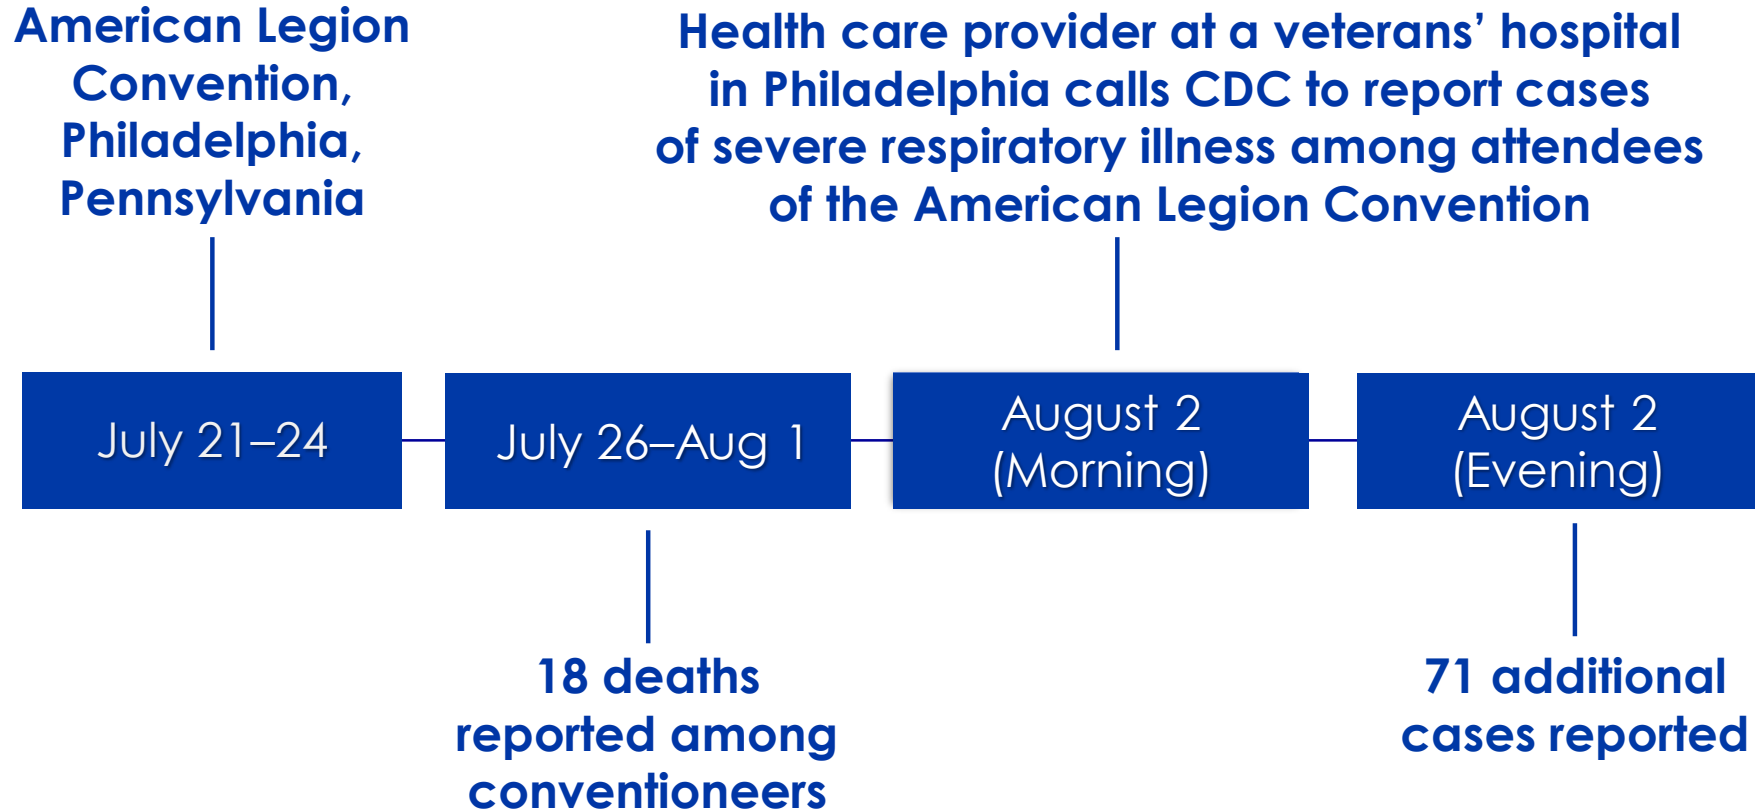 American Legion
Convention,
Philadelphia,
Pennsylvania
Health care provider at a veterans’ hospital
in Philadelphia calls CDC to report cases
of severe respiratory illness among attendees
of the American Legion Convention
July 21–24
July 26–Aug 1
August 2
(Morning)
August 2
(Evening)
18 deaths
reported among
conventioneers
71 additional
cases reported